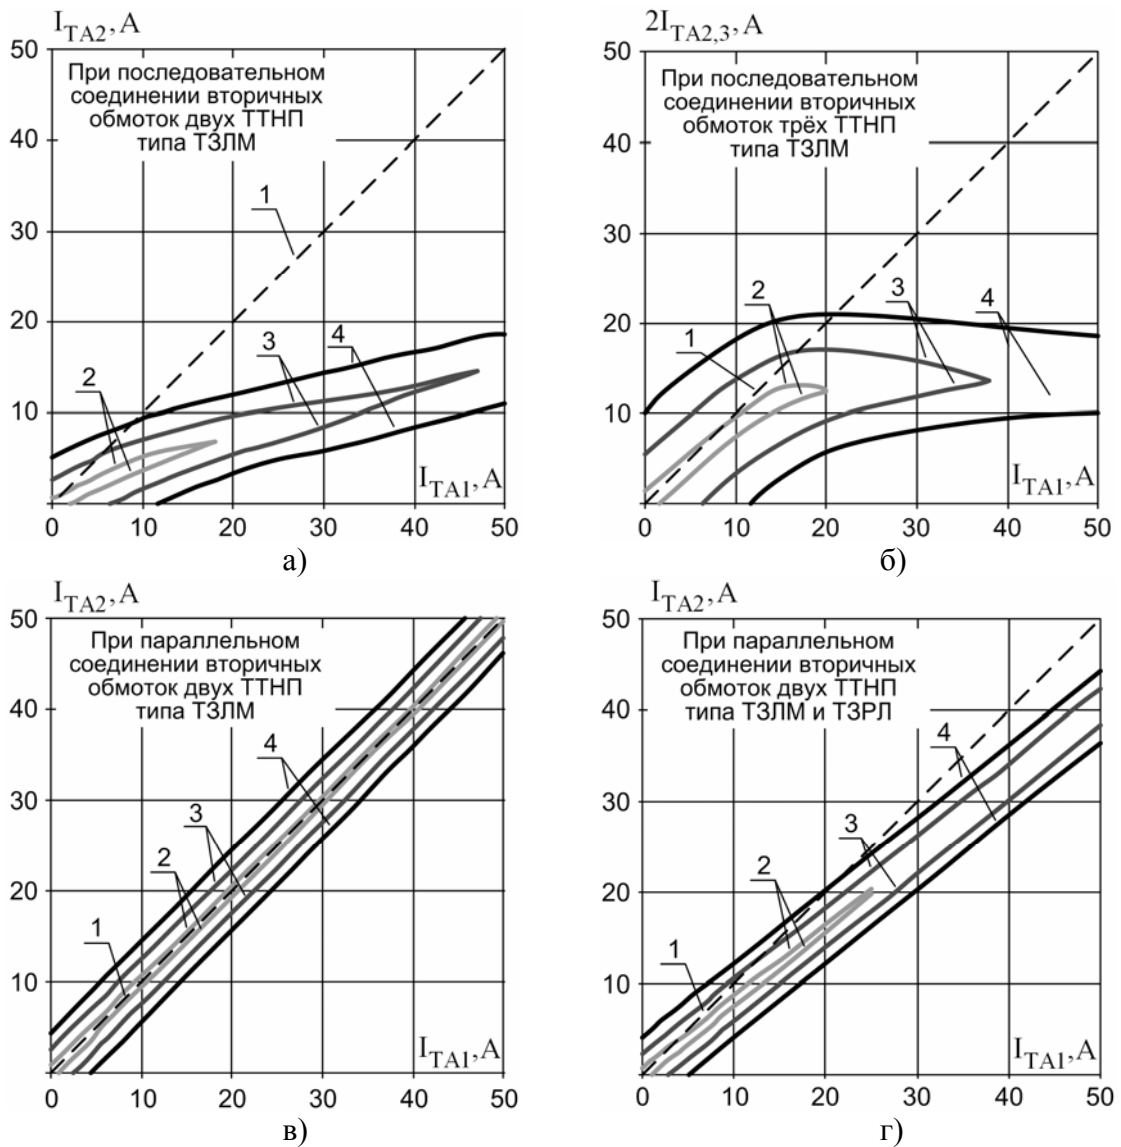 I_TA2, А
50
40
30
20
10
При последовательном
соединении вторичных
обмоток двух ТТНП
типа ТЗЛМ
1
2
3
4
I_TA1, А
0 10 20 30 40 50
а)
2I_TA2,3, А
50
40
30
20
10
При последовательном
соединении вторичных
обмоток трёх ТТНП
типа ТЗЛМ
1
2
3
4
I_TA1, А
0 10 20 30 40 50
б)
I_TA2, А
50
40
30
20
10
При параллельном
соединении вторичных
обмоток двух ТТНП
типа ТЗЛМ
4
3
2
1
I_TA1, А
0 10 20 30 40 50
в)
I_TA2, А
50
40
30
20
10
При параллельном
соединении вторичных
обмоток двух ТТНП
типа ТЗЛМ и ТЗРЛ
4
3
2
1
I_TA1, А
0 10 20 30 40 50
г)